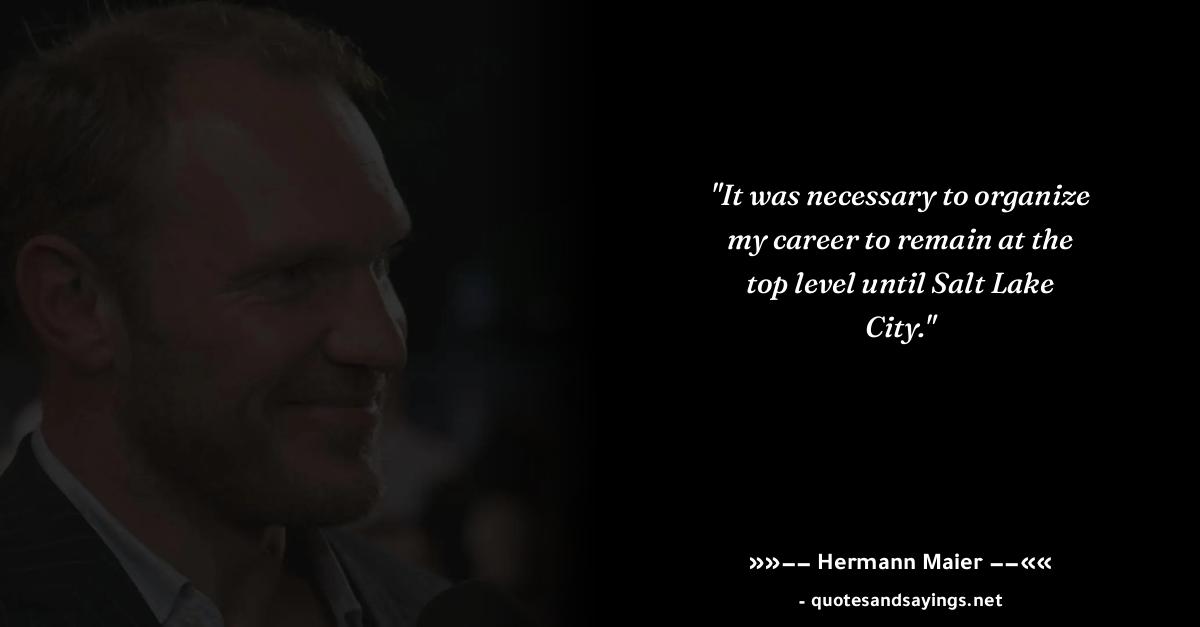 "It was necessary to organize
my career to remain at the
top level until Salt Lake
City."
»»–– Hermann Maier ––««
- quotesandsayings.net